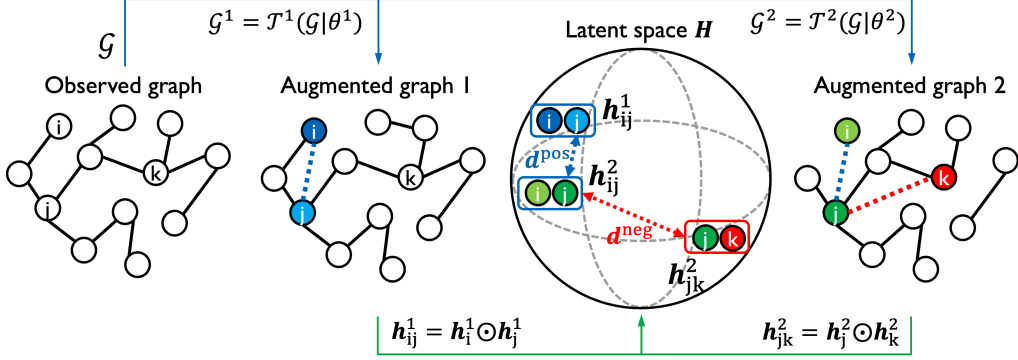 𝒢
𝒢¹ = 𝒯¹(𝒢|θ¹)
Latent space H
𝒢² = 𝒯²(𝒢|θ²)
Observed graph
Augmented graph 1
Augmented graph 2
i
j
k
i
j
k
i j
h¹ᵢⱼ
dᵖᵒˢ
i j
h²ᵢⱼ
dⁿᵉᵍ
j k
h²ⱼₖ
i
j
k
h¹ᵢⱼ = h¹ᵢ⊙h¹ⱼ
h²ⱼₖ = h²ⱼ⊙h²ₖ